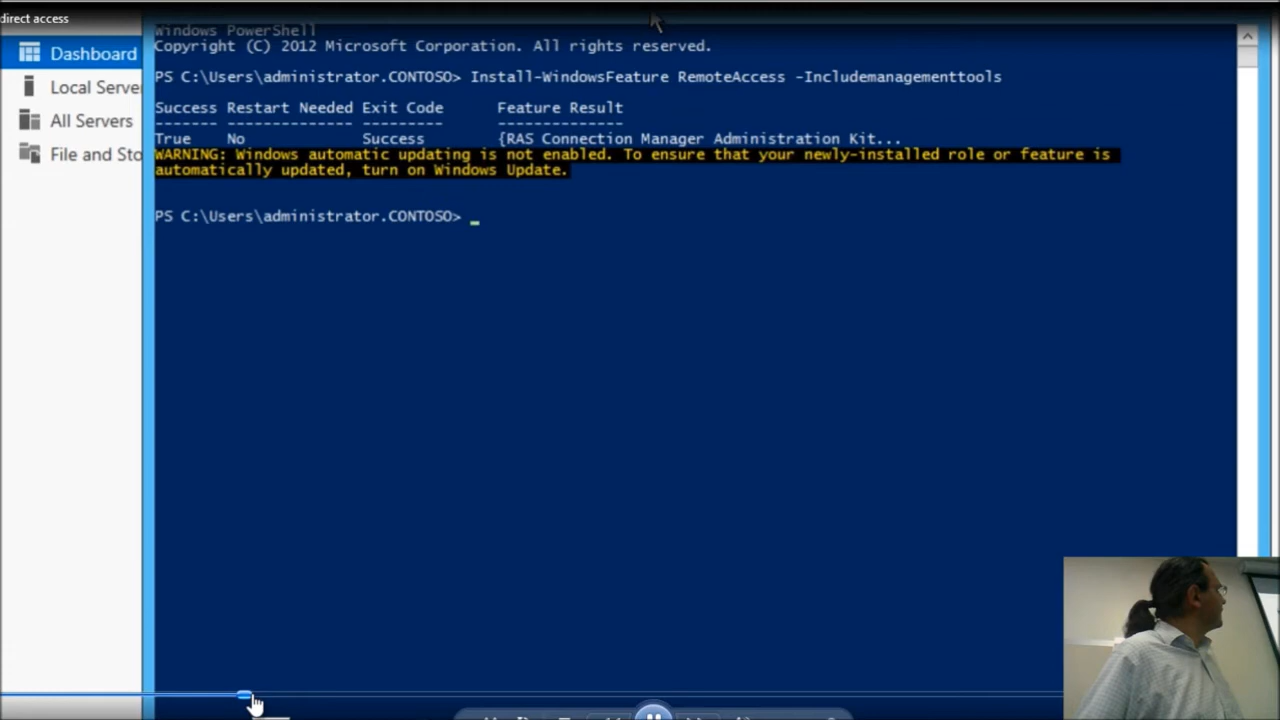 direct access
Windows PowerShell
Copyright (C) 2012 Microsoft Corporation. All rights reserved.
Dashboard
Local Serve
All Servers
File and Sto
PS C:\Users\administrator.CONTOSO> Install-WindowsFeature RemoteAccess -Includemanagementtools
Success Restart Needed Exit Code Feature Result
------- -------------- --------- --------------
True No Success {RAS Connection Manager Administration Kit...
WARNING: Windows automatic updating is not enabled. To ensure that your newly-installed role or feature is
automatically updated, turn on Windows Update.
PS C:\Users\administrator.CONTOSO> _